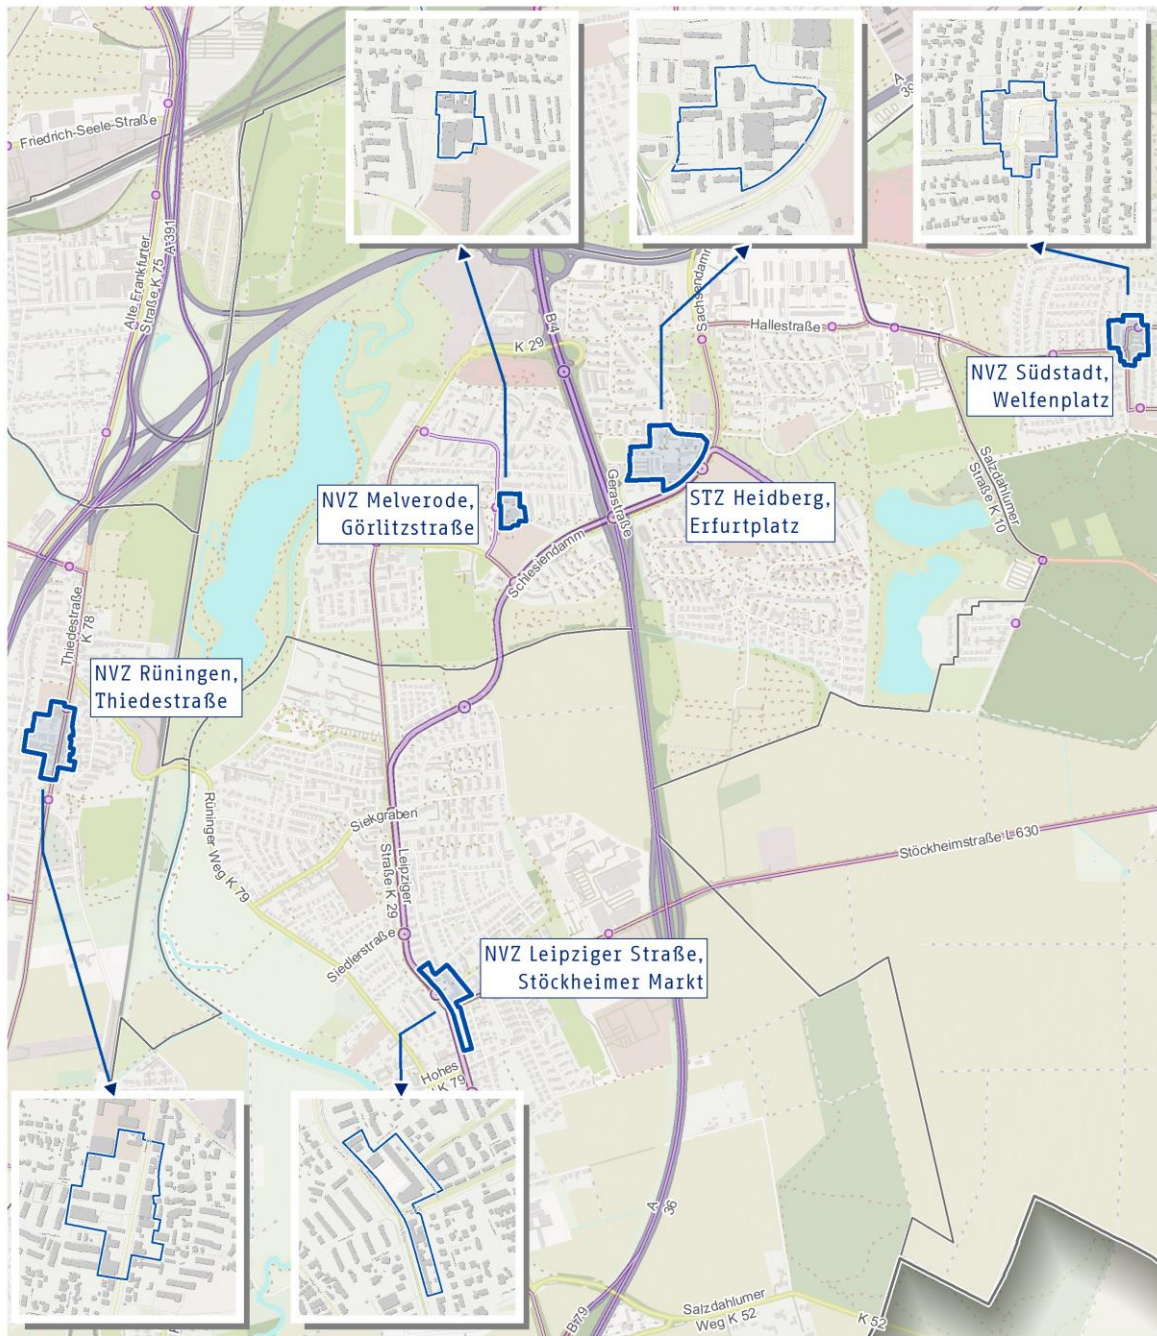 A
39
Friedrich-Seele-Straße
A 391
Alte Frankfurter
Straße K 75
B 4
K 29
Sachsendamm
Hallestraße
NVZ Südstadt,
Welfenplatz
NVZ Melverode,
Görlitzstraße
Gerastraße
STZ Heidberg,
Erfurtplatz
Salzdahlumer
Straße K 10
Schlesiendamm
Thiedestraße
K 78
NVZ Rüningen,
Thiedestraße
Rüninger Weg K 79
Siekgraben
Leipziger
Straße K 29
Stöckheimstraße L 630
Siedlerstraße
NVZ Leipziger Straße,
Stöckheimer Markt
Hohes
K 79
A
36
B 79
Salzdahlumer
Weg K 52
K 52